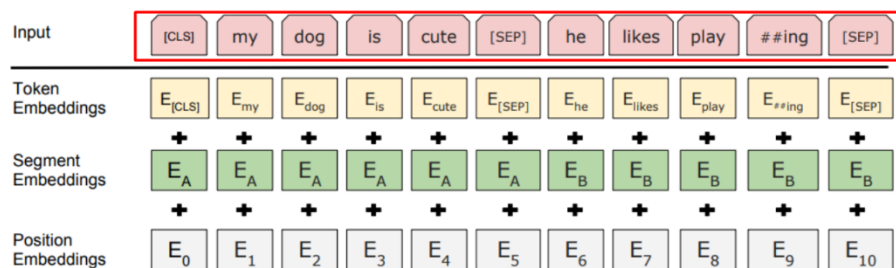 Input [CLS] my dog is cute [SEP] he likes play ##ing [SEP]
Token Embeddings E[CLS] Emy Edog Eis Ecute E[SEP] Ehe Elikes Eplay E##ing E[SEP]
+ + + + + + + + + + +
Segment Embeddings EA EA EA EA EA EA EB EB EB EB EB
+ + + + + + + + + + +
Position Embeddings E0 E1 E2 E3 E4 E5 E6 E7 E8 E9 E10